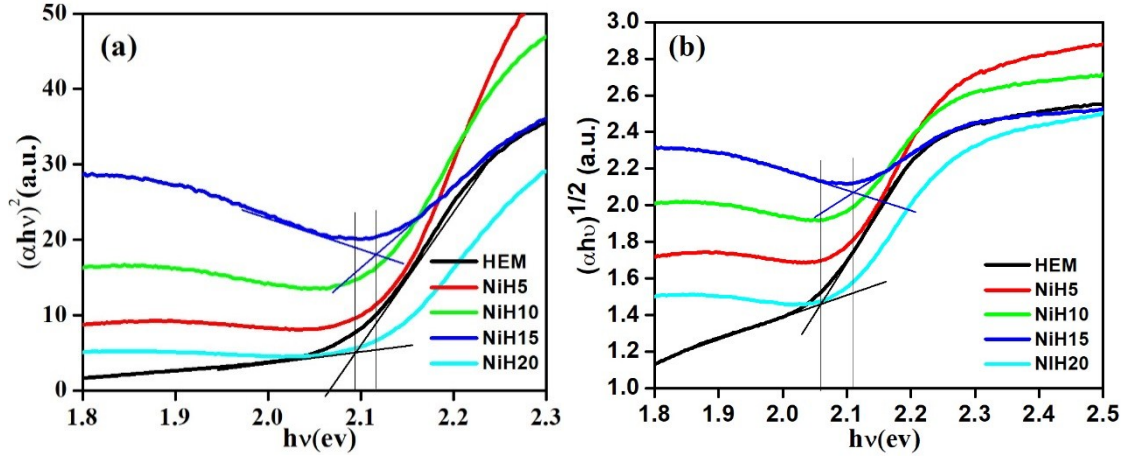 (a)
50
40
30
20
10
0
(αhν)² (a.u.)
HEM
NiH5
NiH10
NiH15
NiH20
1.8 1.9 2.0 2.1 2.2 2.3
hν(ev)
(b)
3.0
2.8
2.6
2.4
2.2
2.0
1.8
1.6
1.4
1.2
1.0
(αhυ)1/2 (a.u.)
HEM
NiH5
NiH10
NiH15
NiH20
1.8 1.9 2.0 2.1 2.2 2.3 2.4 2.5
hν(ev)